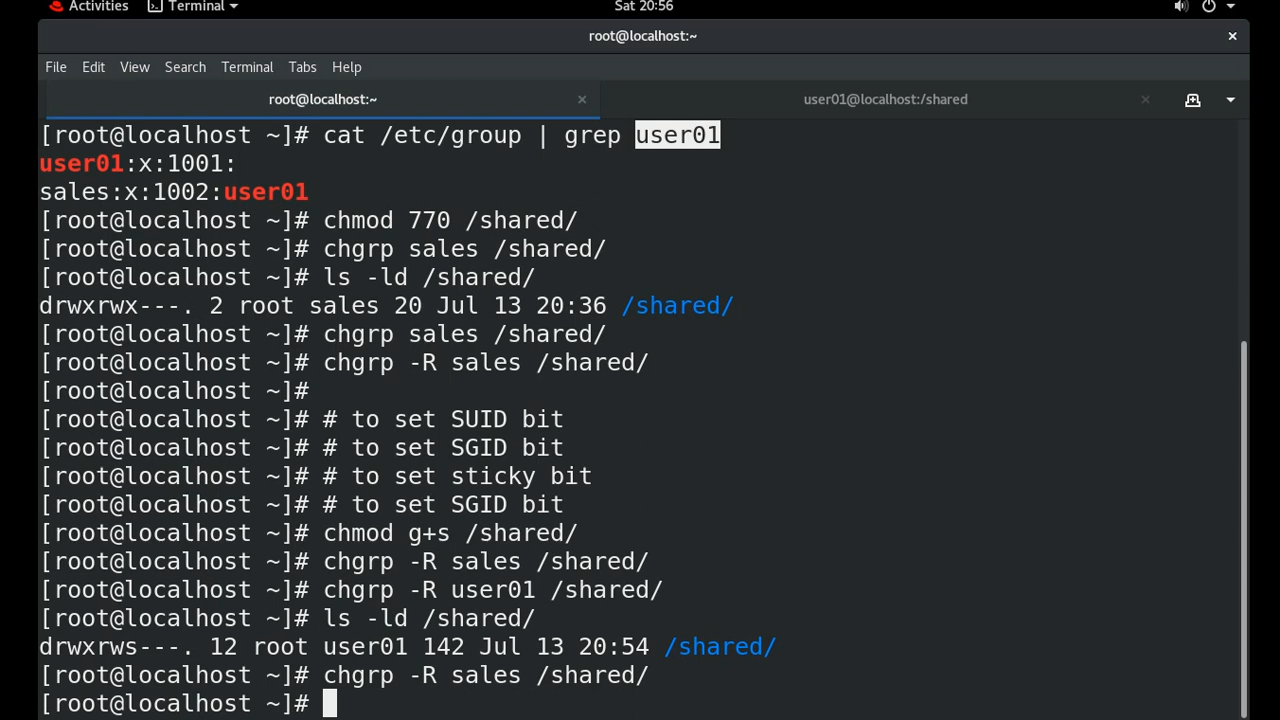 Activities Terminal Sat 20:56
root@localhost:~
File Edit View Search Terminal Tabs Help
root@localhost:~ user01@localhost:/shared
[root@localhost ~]# cat /etc/group | grep user01
user01:x:1001:
sales:x:1002:user01
[root@localhost ~]# chmod 770 /shared/
[root@localhost ~]# chgrp sales /shared/
[root@localhost ~]# ls -ld /shared/
drwxrwx---. 2 root sales 20 Jul 13 20:36 /shared/
[root@localhost ~]# chgrp sales /shared/
[root@localhost ~]# chgrp -R sales /shared/
[root@localhost ~]#
[root@localhost ~]# # to set SUID bit
[root@localhost ~]# # to set SGID bit
[root@localhost ~]# # to set sticky bit
[root@localhost ~]# # to set SGID bit
[root@localhost ~]# chmod g+s /shared/
[root@localhost ~]# chgrp -R sales /shared/
[root@localhost ~]# chgrp -R user01 /shared/
[root@localhost ~]# ls -ld /shared/
drwxrws---. 12 root user01 142 Jul 13 20:54 /shared/
[root@localhost ~]# chgrp -R sales /shared/
[root@localhost ~]#